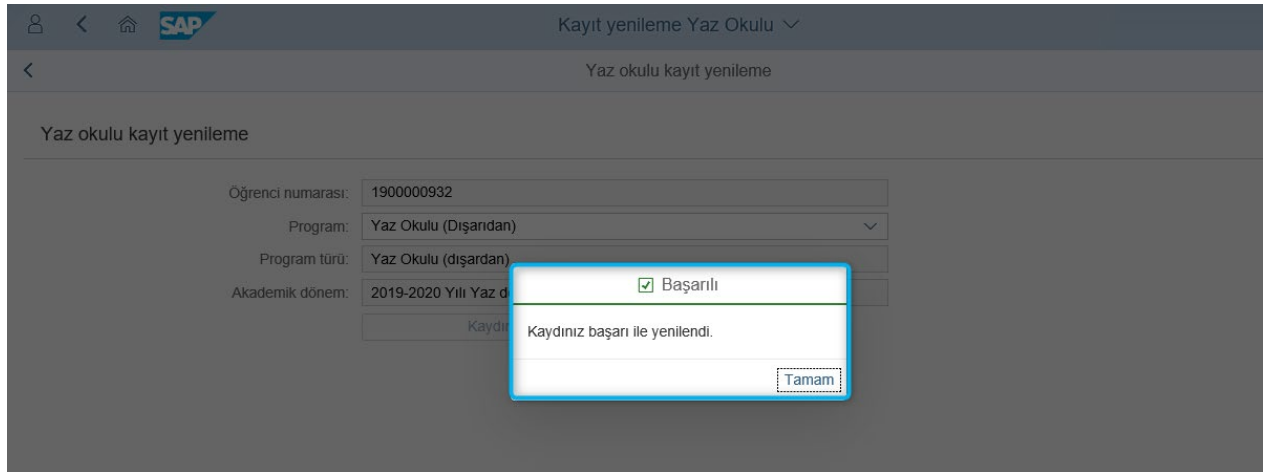 SAP Kayıt yenileme Yaz Okulu
Yaz okulu kayıt yenileme
Yaz okulu kayıt yenileme
Öğrenci numarası: 1900000932
Program: Yaz Okulu (Dışarıdan)
Program türü: Yaz Okulu (dışardan)
Akademik dönem: 2019-2020 Yılı Yaz
Başarılı
Kaydınız başarı ile yenilendi.
Tamam